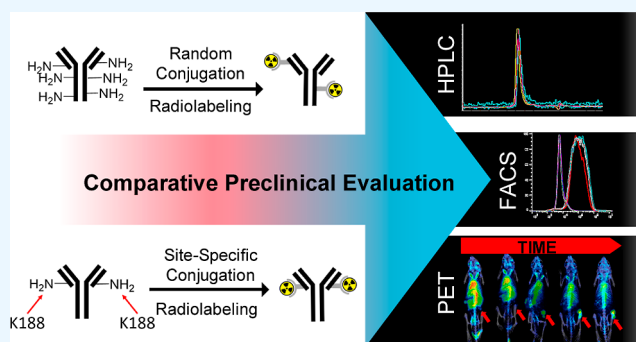 H₂N
NH₂
H₂N
NH₂
H₂N
NH₂
Random
Conjugation
Radiolabeling
HPLC
Comparative Preclinical Evaluation
FACS
H₂N
NH₂
K188
K188
Site-Specific
Conjugation
Radiolabeling
PET
TIME